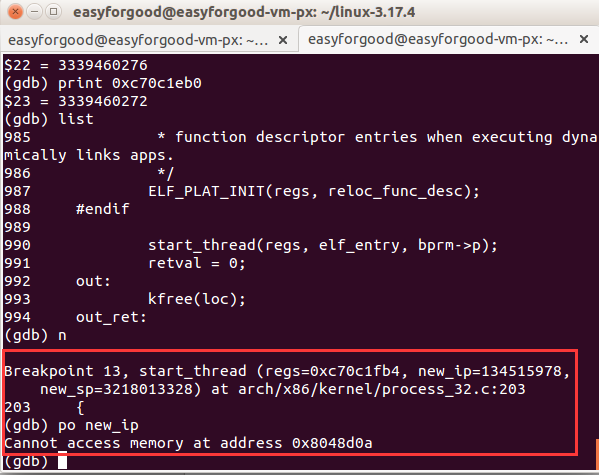 easyforgood@easyforgood-vm-px: ~/linux-3.17.4
easyforgood@easyforgood-vm-px: ~... × easyforgood@easyforgood-vm-px: ~... ×
$22 = 3339460276
(gdb) print 0xc70c1eb0
$23 = 3339460272
(gdb) list
985 * function descriptor entries when executing dyna
mically links apps.
986 */
987 ELF_PLAT_INIT(regs, reloc_func_desc);
988 #endif
989
990 start_thread(regs, elf_entry, bprm->p);
991 retval = 0;
992 out:
993 kfree(loc);
994 out_ret:
(gdb) n
Breakpoint 13, start_thread (regs=0xc70c1fb4, new_ip=134515978,
new_sp=3218013328) at arch/x86/kernel/process_32.c:203
203 {
(gdb) po new_ip
Cannot access memory at address 0x8048d0a
(gdb)